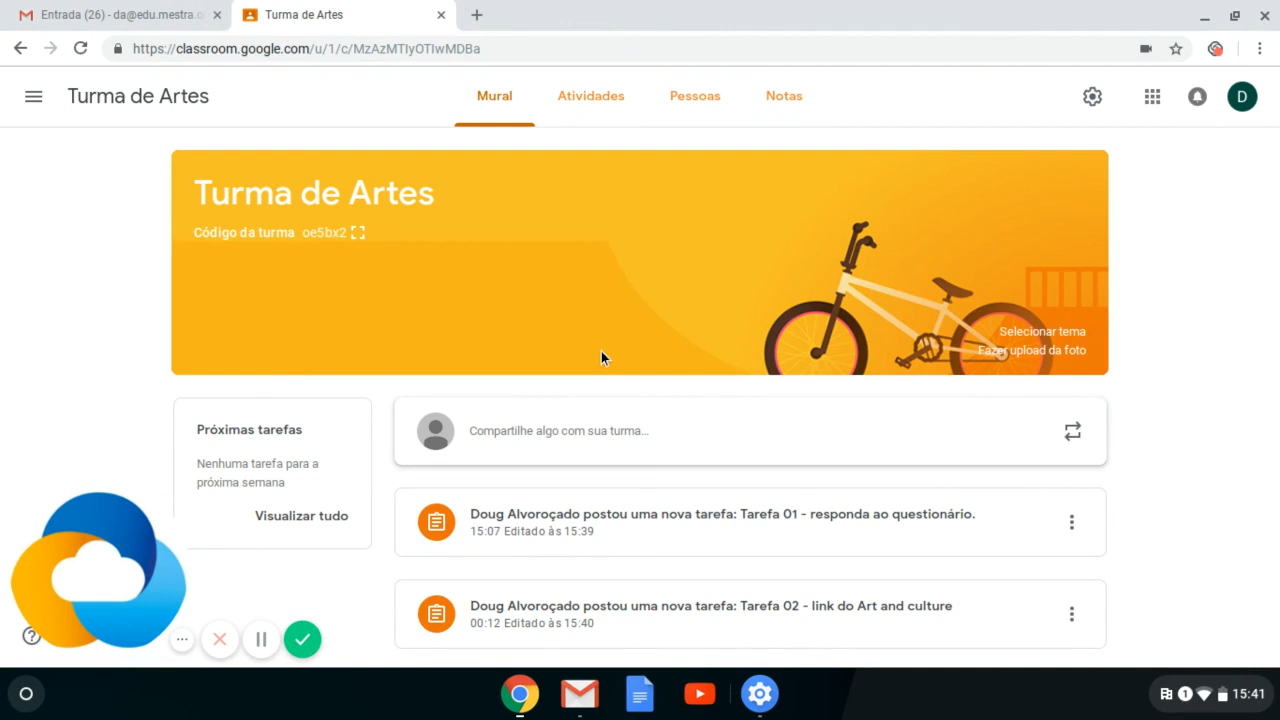 Entrada (26) - da@edu.mestra.c
Turma de Artes
https://classroom.google.com/u/1/c/MzAzMTIyOTIwMDBa
Turma de Artes
Mural
Atividades
Pessoas
Notas
D
Turma de Artes
Código da turma oe5bx2
Selecionar tema
Fazer upload da foto
Próximas tarefas
Nenhuma tarefa para a
próxima semana
Visualizar tudo
Compartilhe algo com sua turma...
Doug Alvoroçado postou uma nova tarefa: Tarefa 01 - responda ao questionário.
15:07 Editado às 15:39
Doug Alvoroçado postou uma nova tarefa: Tarefa 02 - link do Art and culture
00:12 Editado às 15:40
1
15:41